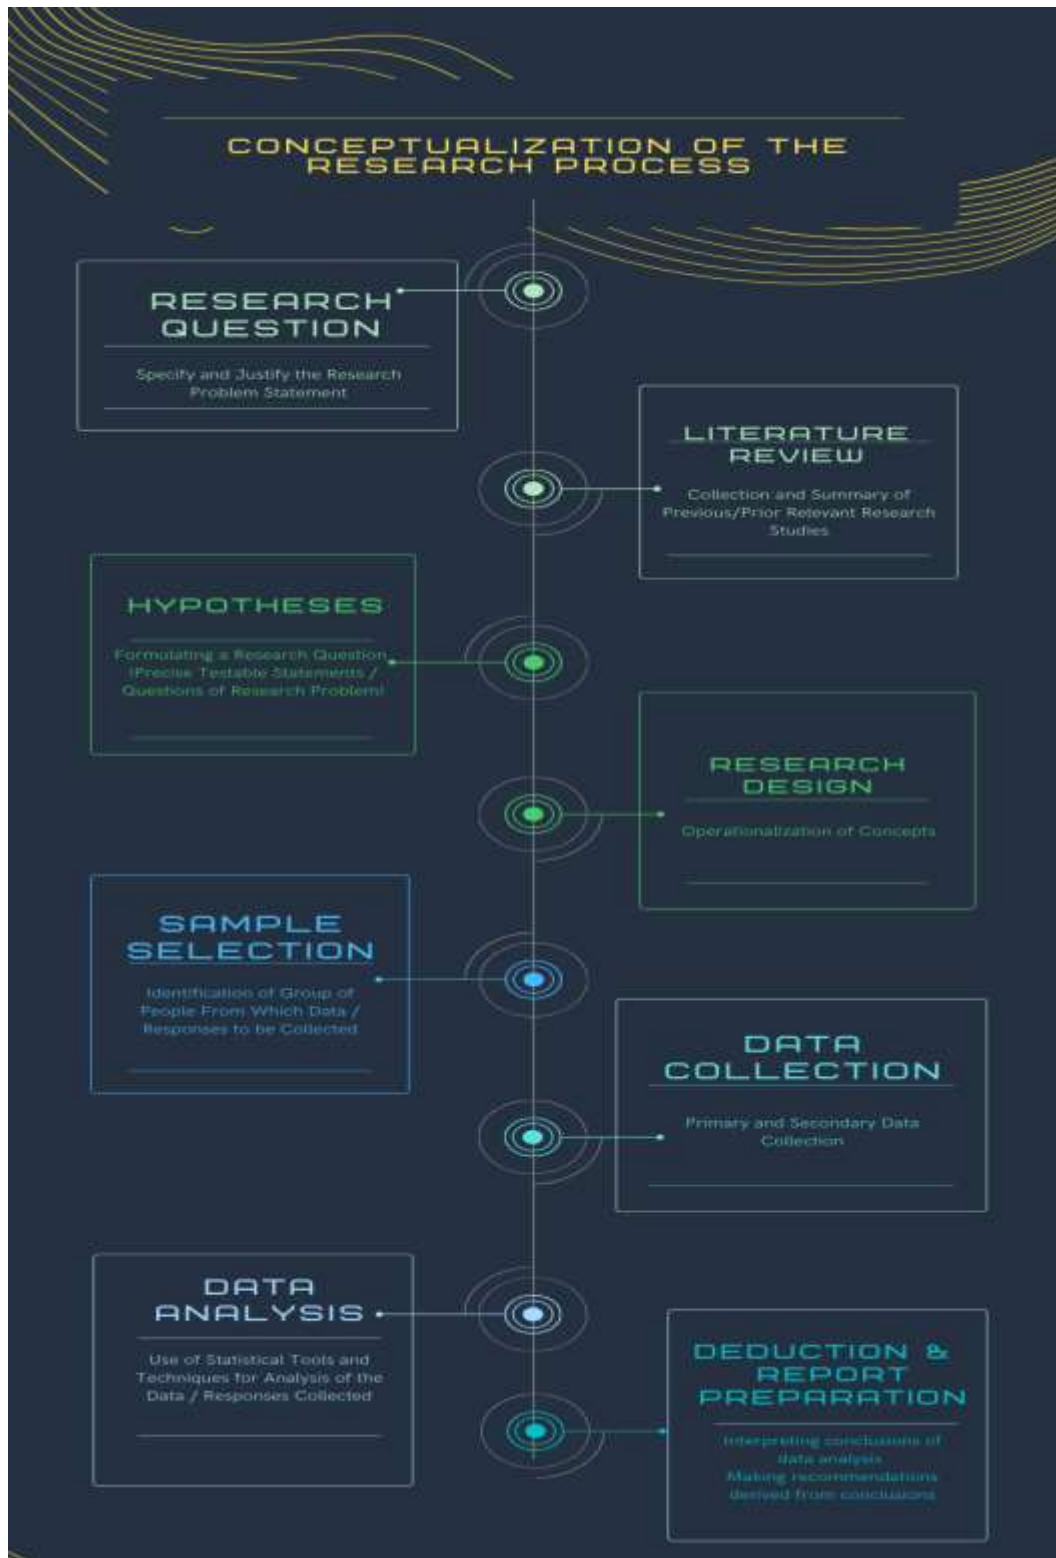 CONCEPTUALIZATION OF THE
RESEARCH PROCESS
RESEARCH
QUESTION
Specify and Justify the Research
Problem Statement
LITERATURE
REVIEW
Collection and Summary of
Previous/Prior Relevant Research
Studies
HYPOTHESES
Formulating a Research Question
(Precise Testable Statements /
Questions of Research Problem)
RESEARCH
DESIGN
Operationalization of Concepts
SAMPLE
SELECTION
Identification of Group of
People From Which Data /
Responses to be Collected
DATA
COLLECTION
Primary and Secondary Data
Collection
DATA
ANALYSIS
Use of Statistical Tools and
Techniques for Analysis of the
Data / Responses Collected
DEDUCTION &
REPORT
PREPARATION
Interpreting conclusions of
data analysis
Making recommendations
derived from conclusions